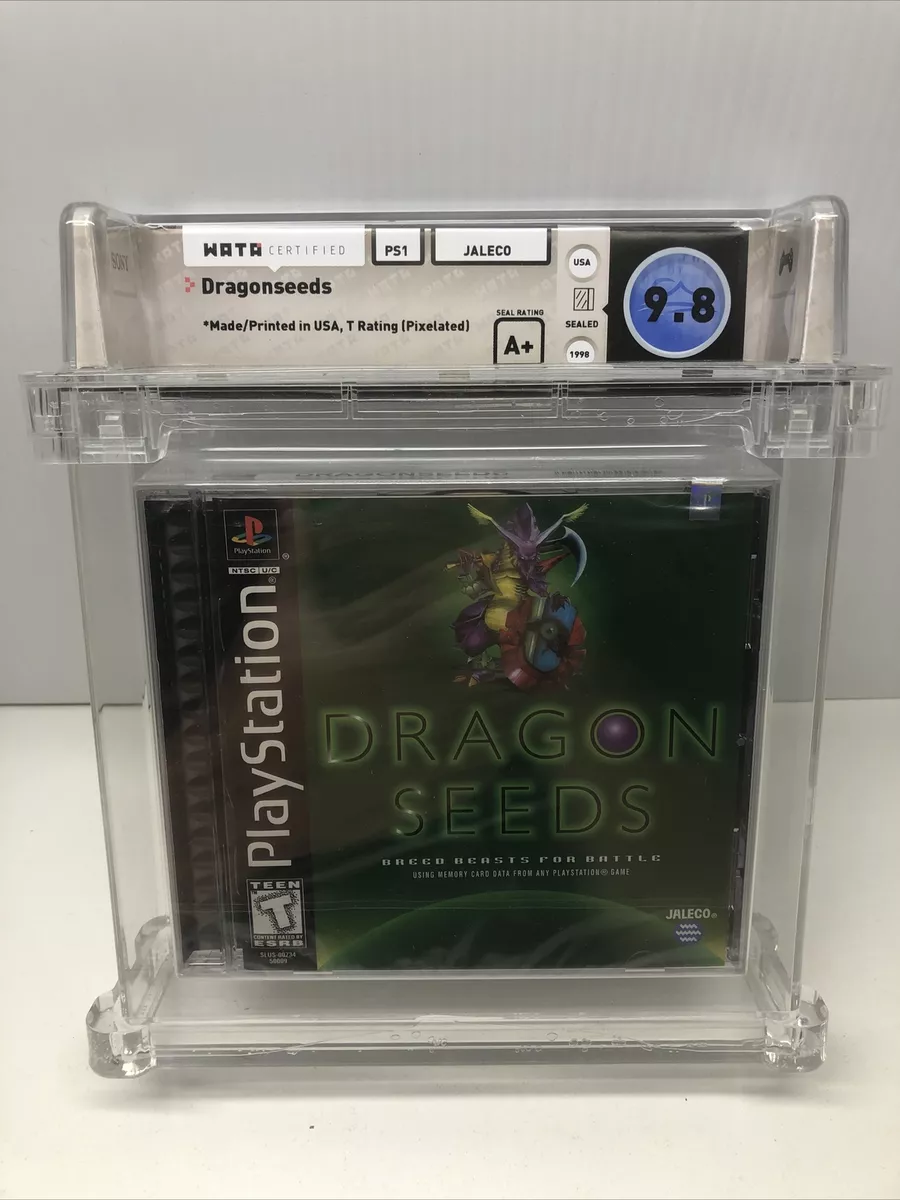 SONY
WATA CERTIFIED
PS1
JALECO
Dragonseeds
*Made/Printed in USA, T Rating (Pixelated)
SEAL RATING
A+
USA
SEALED
1998
9.8
DRAGONSEEDS
PlayStation
NTSC U/C
PlayStation®
DRAGON
SEEDS
BREED BEASTS FOR BATTLE
USING MEMORY CARD DATA FROM ANY PLAYSTATION® GAME
TEEN
T
CONTENT RATED BY
ESRB
JALECO®